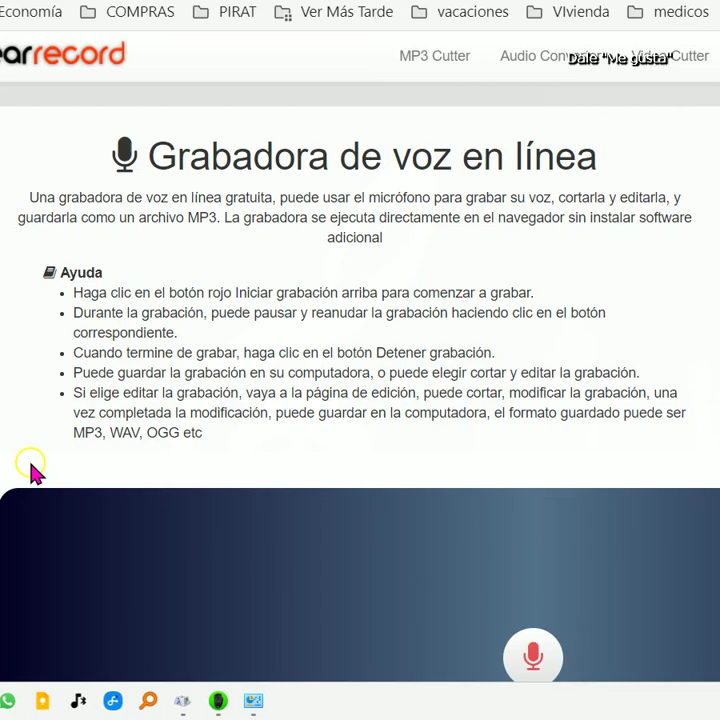 Economía COMPRAS PIRAT Ver Más Tarde vacaciones VIvienda medicos
earrecord
MP3 Cutter Audio Con Cutter
Dale "Me gusta"
Grabadora de voz en línea
Una grabadora de voz en línea gratuita, puede usar el micrófono para grabar su voz, cortarla y editarla, y
guardarla como un archivo MP3. La grabadora se ejecuta directamente en el navegador sin instalar software
adicional
Ayuda
Haga clic en el botón rojo Iniciar grabación arriba para comenzar a grabar.
Durante la grabación, puede pausar y reanudar la grabación haciendo clic en el botón
correspondiente.
Cuando termine de grabar, haga clic en el botón Detener grabación.
Puede guardar la grabación en su computadora, o puede elegir cortar y editar la grabación.
Si elige editar la grabación, vaya a la página de edición, puede cortar, modificar la grabación, una
vez completada la modificación, puede guardar en la computadora, el formato guardado puede ser
MP3, WAV, OGG etc